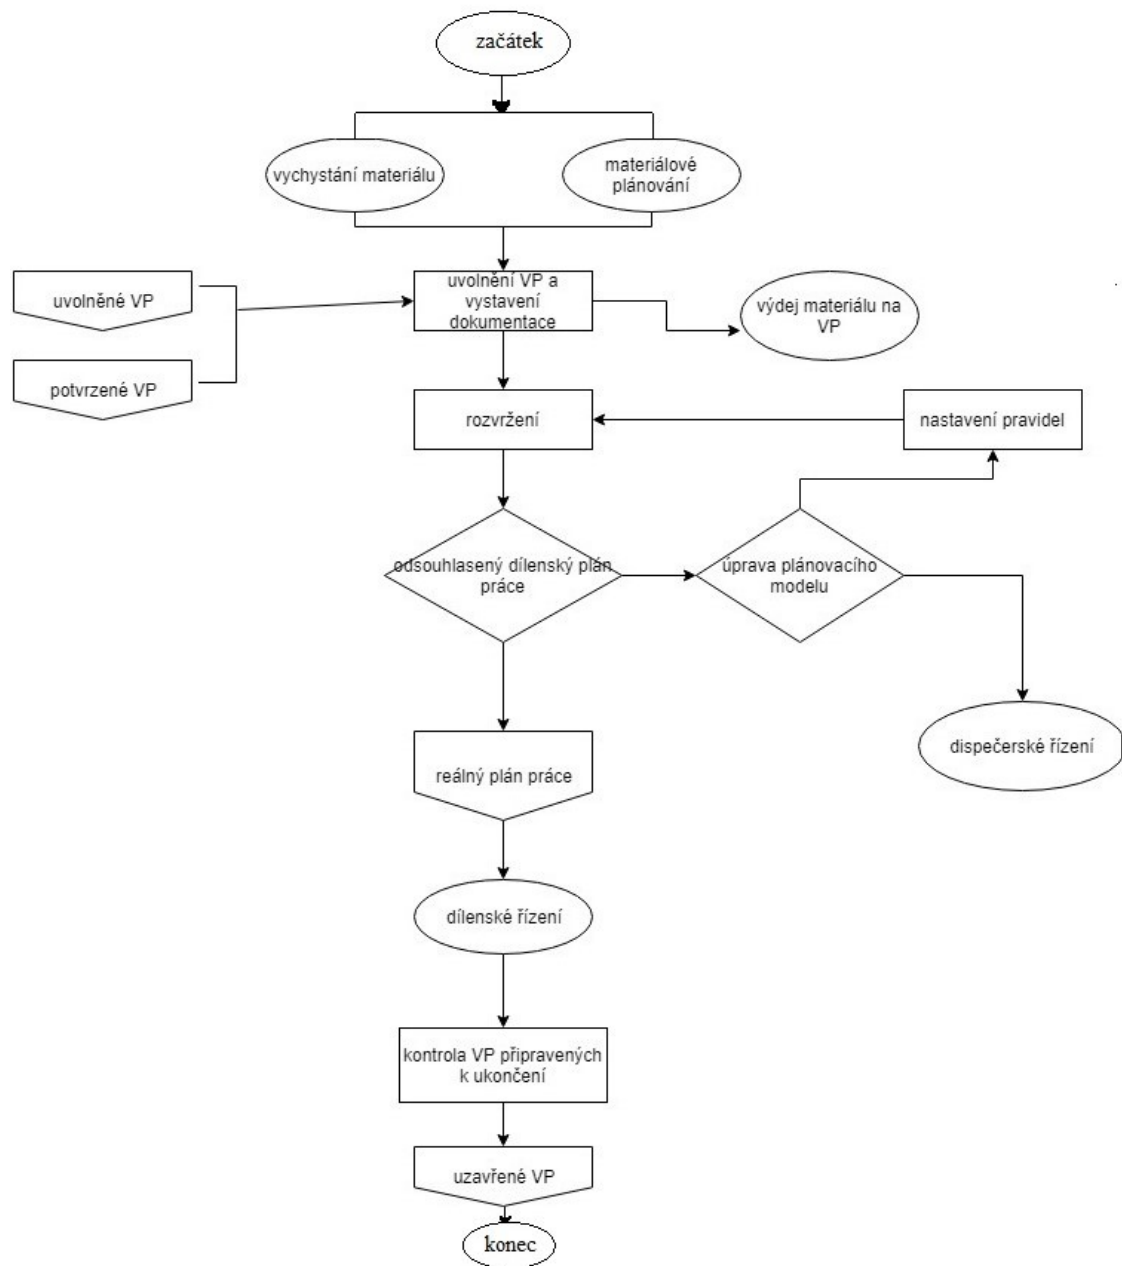 začátek
vychystání materiálu
materiálové
plánování
uvolněné VP
uvolnění VP a
vystavení
dokumentace
výdej materiálu na
VP
potvrzené VP
rozvržení
nastavení pravidel
odsouhlasený dílenský plán
práce
úprava plánovacího
modelu
reálný plán práce
dispečerské řízení
dílenské řízení
kontrola VP připravených
k ukončení
uzavřené VP
konec